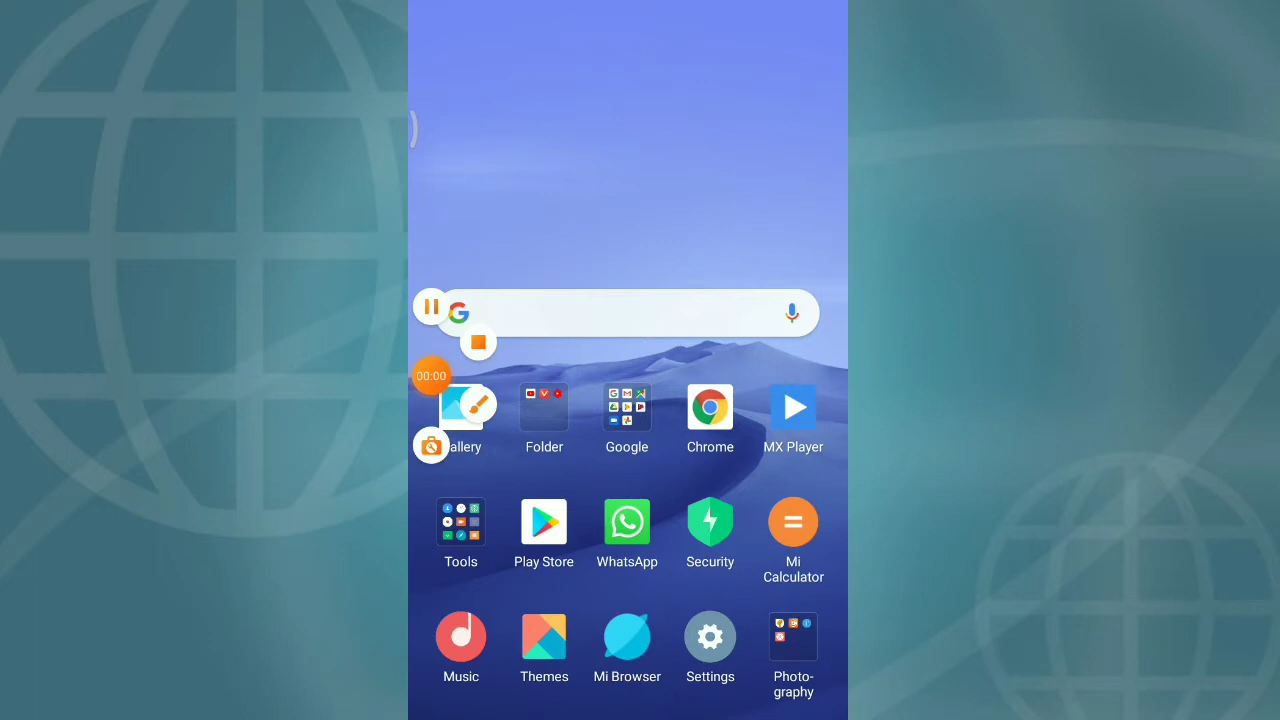 00:00
allery
Folder
Google
Chrome
MX Player
Tools
Play Store
WhatsApp
Security
Mi
Calculator
Music
Themes
Mi Browser
Settings
Photo-
graphy